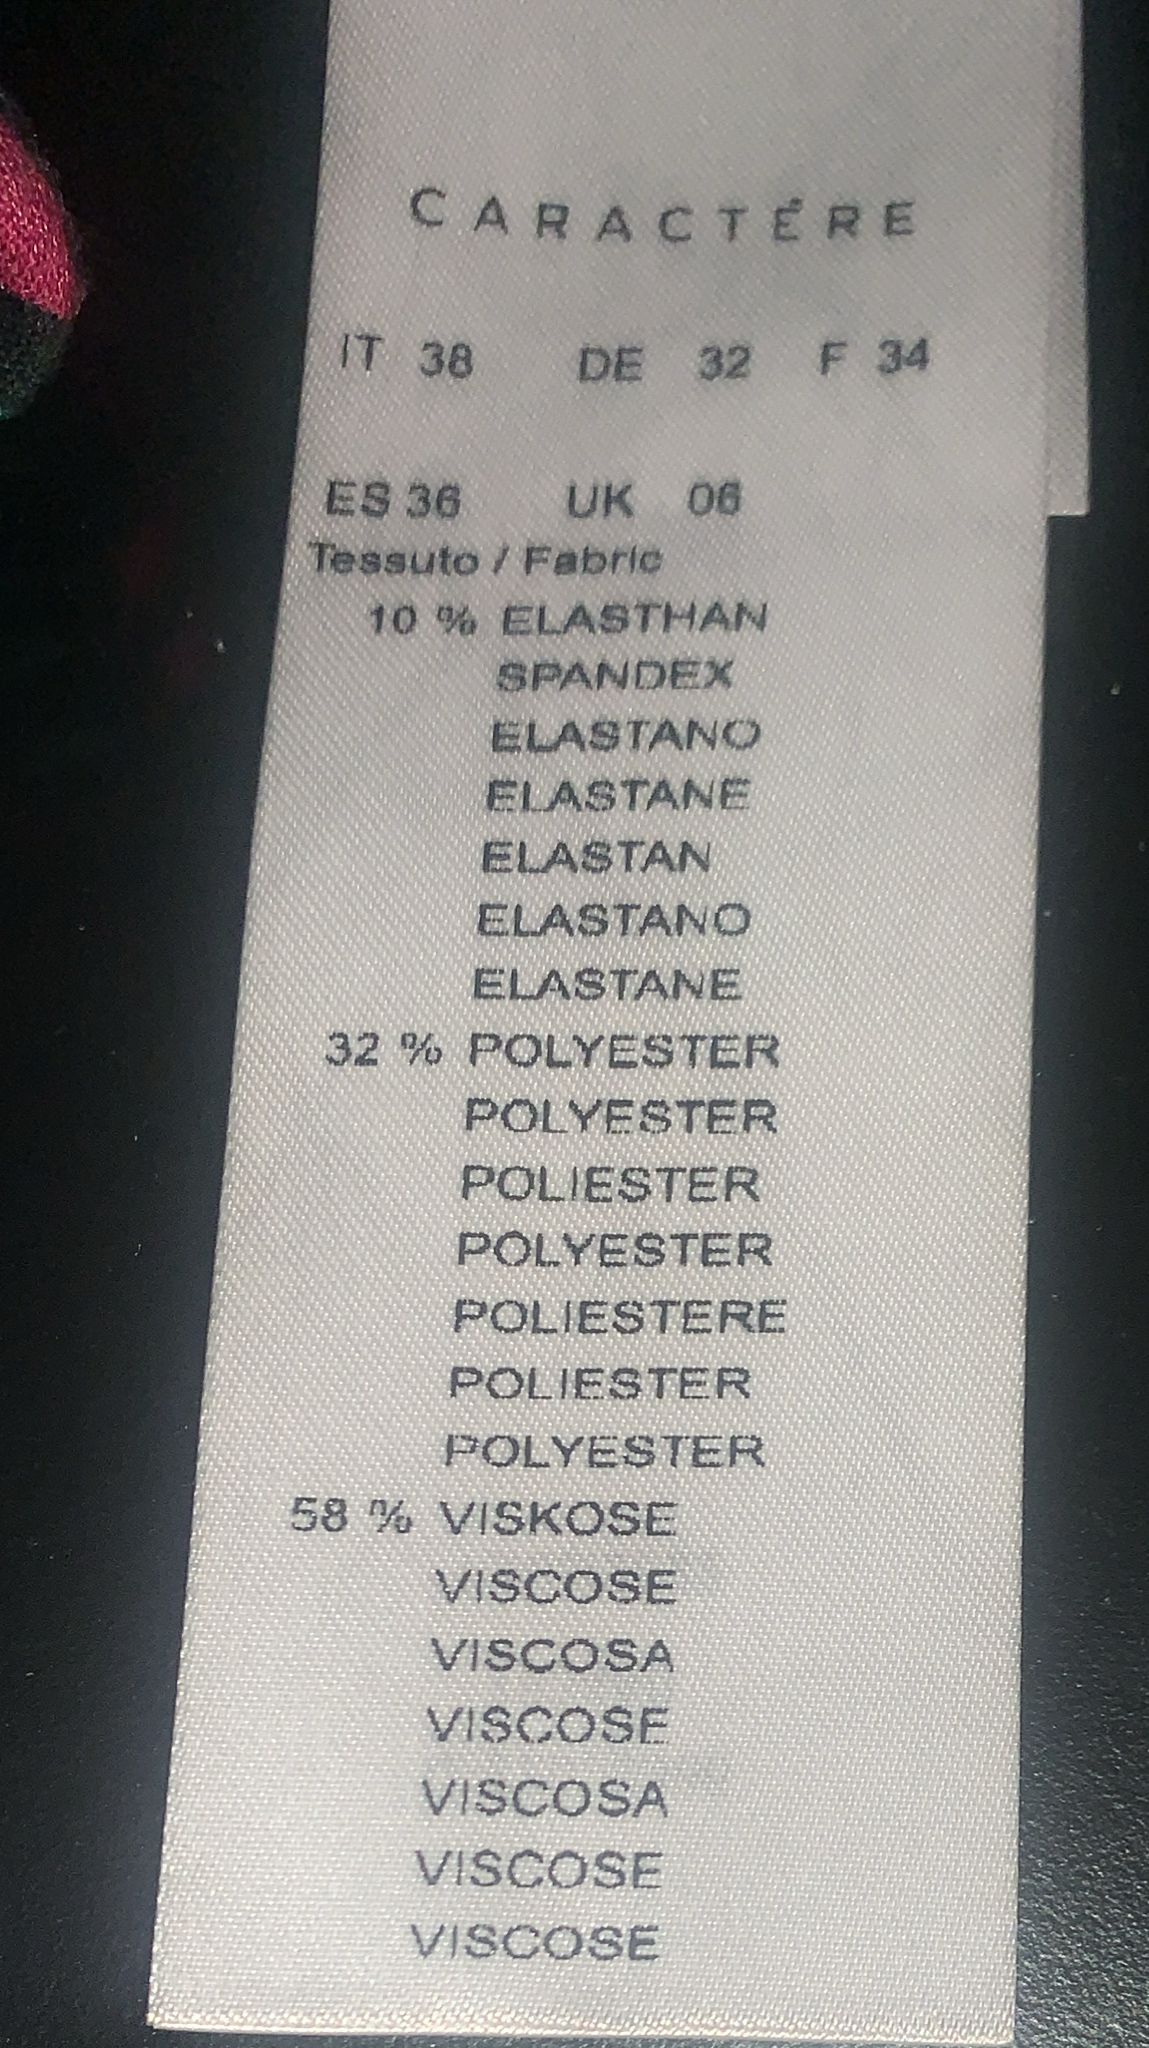 CARACTÉRE
IT 38 DE 32 F 34
ES 36 UK 06
Tessuto / Fabric
10 % ELASTHAN
SPANDEX
ELASTANO
ELASTANE
ELASTAN
ELASTANO
ELASTANE
32 % POLYESTER
POLYESTER
POLIESTER
POLYESTER
POLIESTERE
POLIESTER
POLYESTER
58 % VISKOSE
VISCOSE
VISCOSA
VISCOSE
VISCOSA
VISCOSE
VISCOSE